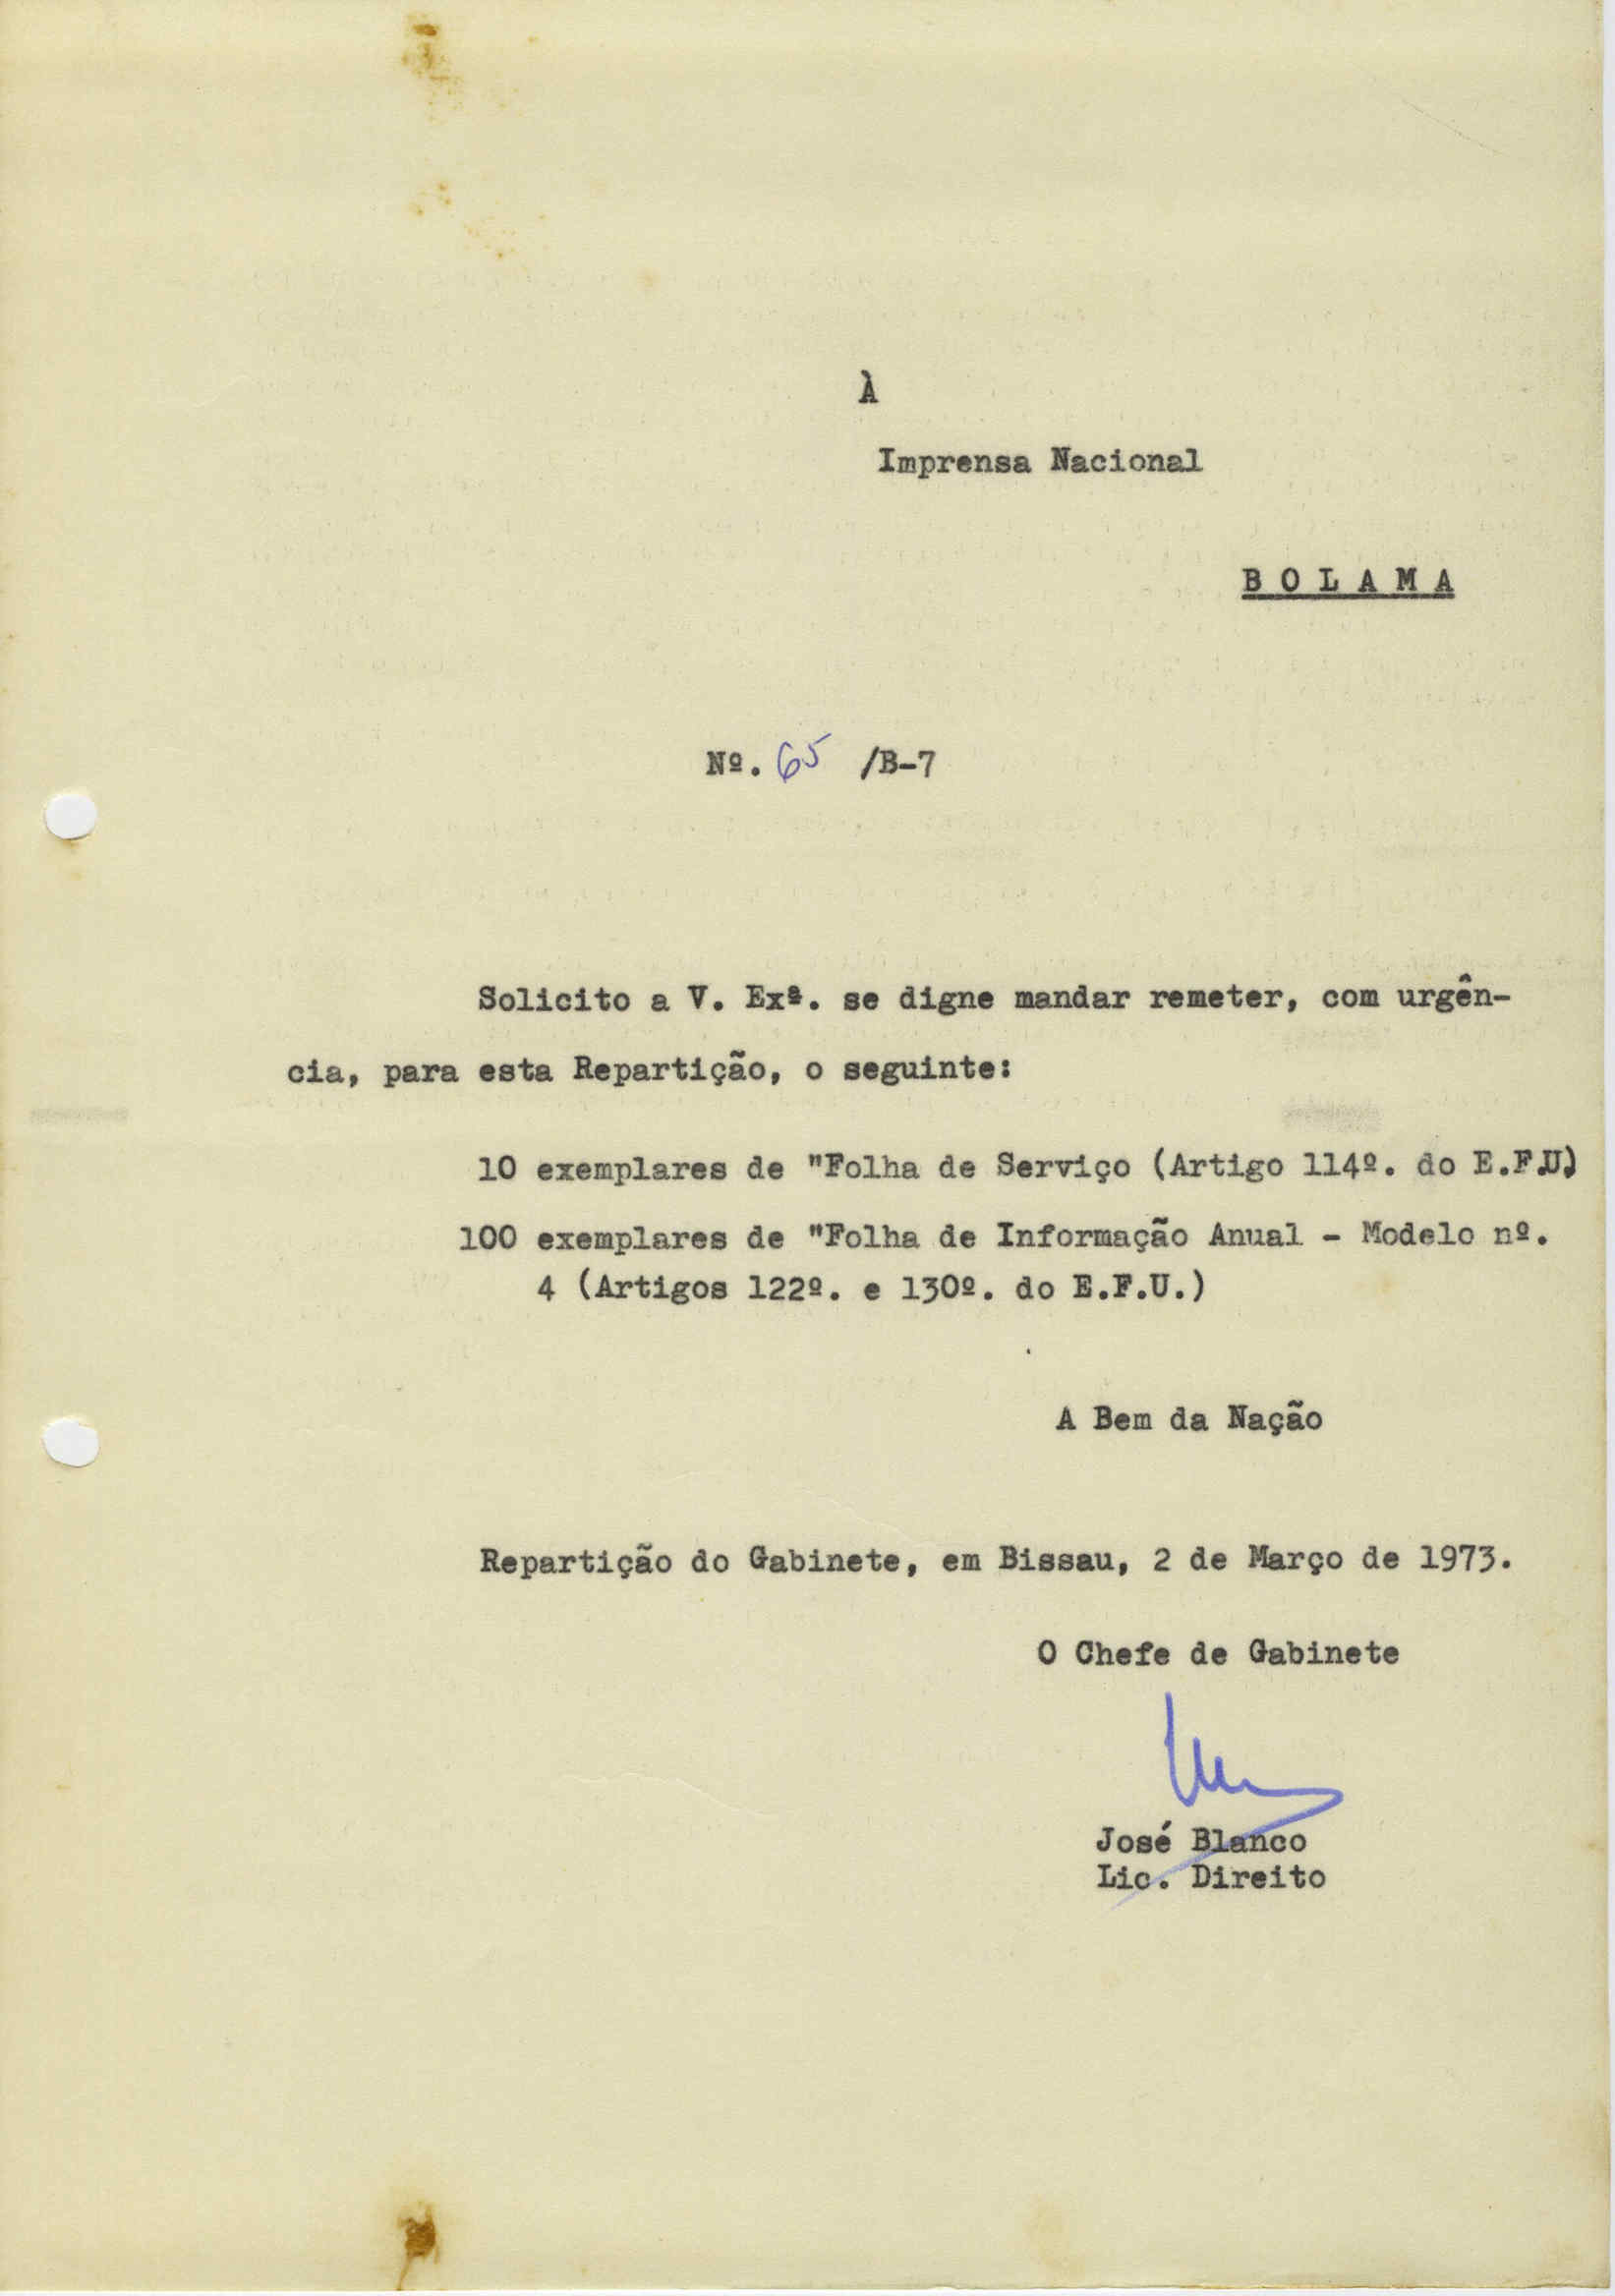 À
Imprensa Nacional
B O L A M A
Nº. 65 /B-7
Solicito a V. Exª. se digne mandar remeter, com urgên-
cia, para esta Repartição, o seguinte:
10 exemplares de "Folha de Serviço (Artigo 114º. do E.F.U)
100 exemplares de "Folha de Informação Anual - Modelo nº.
4 (Artigos 122º. e 130º. do E.F.U.)
A Bem da Nação
Repartição do Gabinete, em Bissau, 2 de Março de 1973.
O Chefe de Gabinete
José Blanco
Lic. Direito